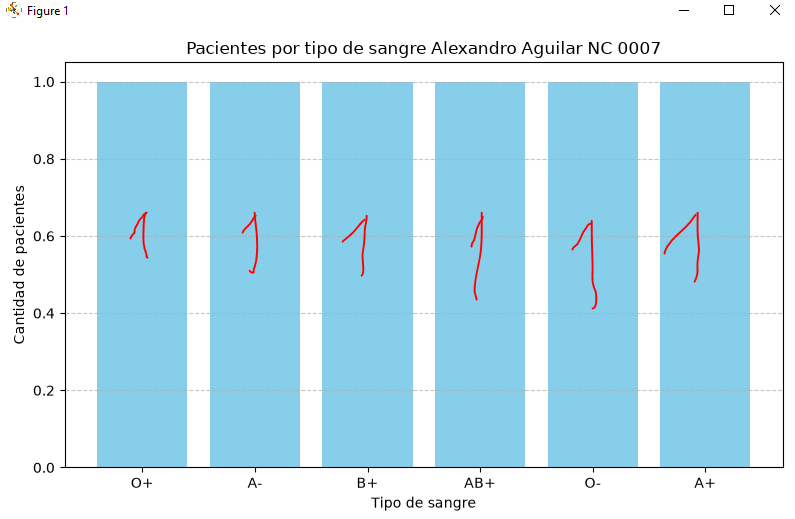 Figure 1
Pacientes por tipo de sangre Alexandro Aguilar NC 0007
Cantidad de pacientes
1.0
0.8
0.6
0.4
0.2
0.0
1 1 1 1 1 1
O+ A- B+ AB+ O- A+
Tipo de sangre